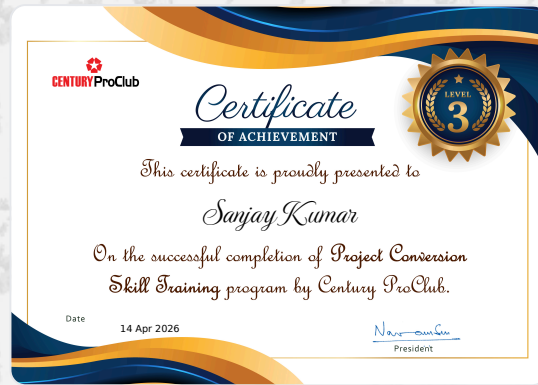 CENTURY ProClub
Certificate
OF ACHIEVEMENT
LEVEL
3
This certificate is proudly presented to
Sanjay Kumar
On the successful completion of Project Conversion
Skill Training program by Century ProClub.
Date
14 Apr 2026
President